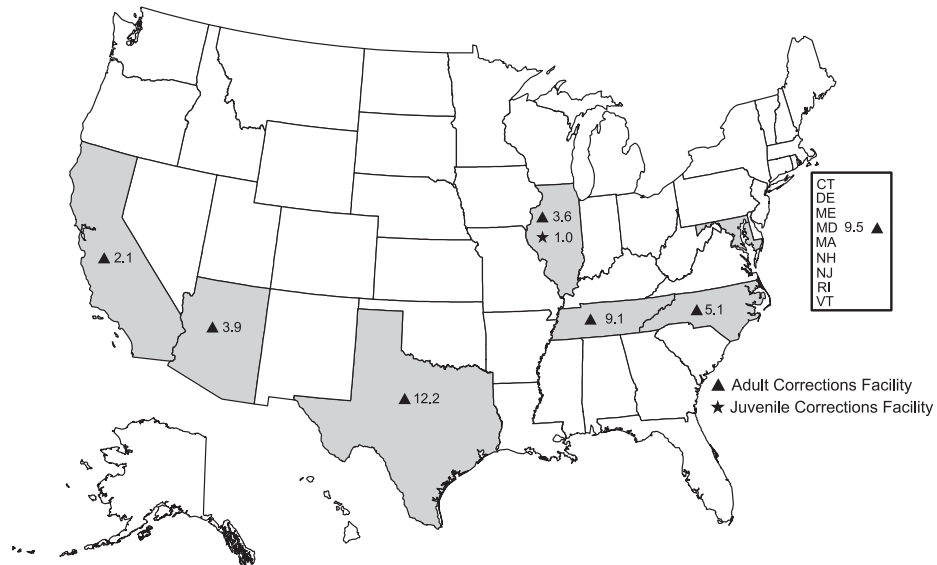 ▲ 3.6
★ 1.0
▲ 2.1
▲ 3.9
▲ 9.1
▲ 5.1
▲ 12.2
CT
DE
ME
MD 9.5 ▲
MA
NH
NJ
RI
VT
▲ Adult Corrections Facility
★ Juvenile Corrections Facility